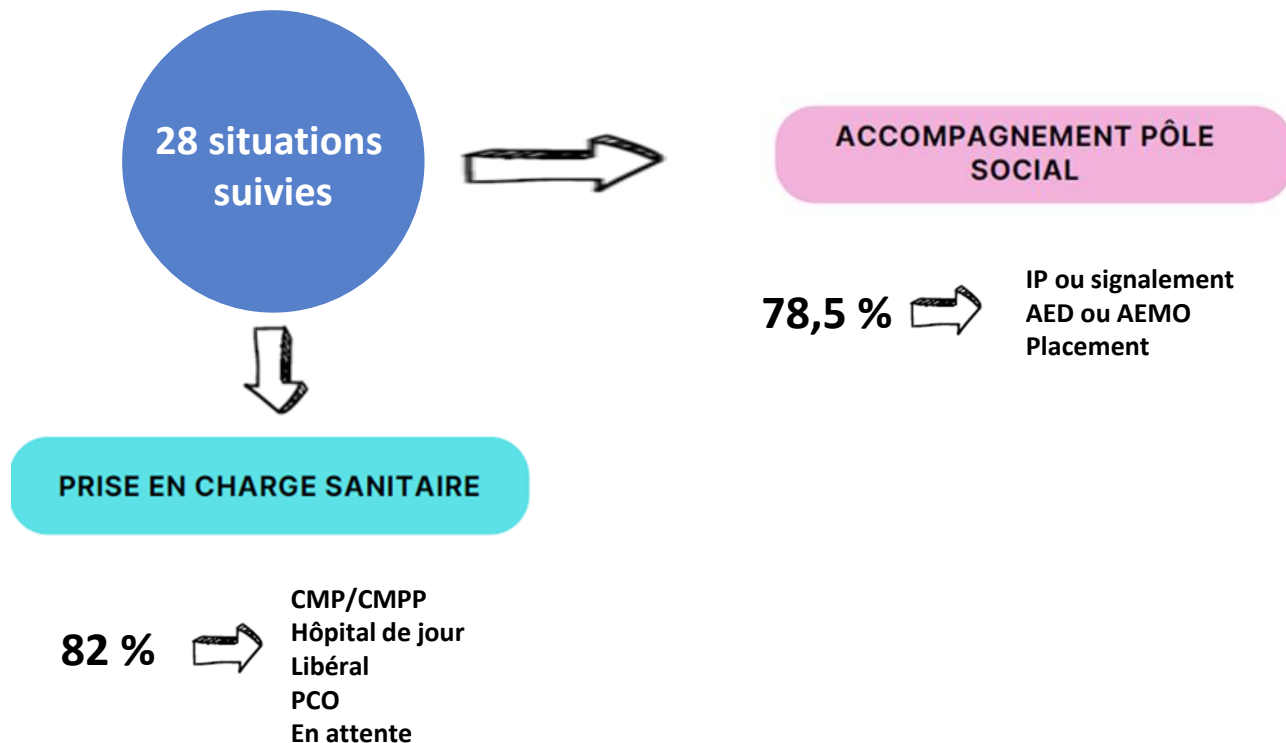 28 situations
suivies
ACCOMPAGNEMENT PÔLE
SOCIAL
78,5 %
IP ou signalement
AED ou AEMO
Placement
PRISE EN CHARGE SANITAIRE
82 %
CMP/CMPP
Hôpital de jour
Libéral
PCO
En attente